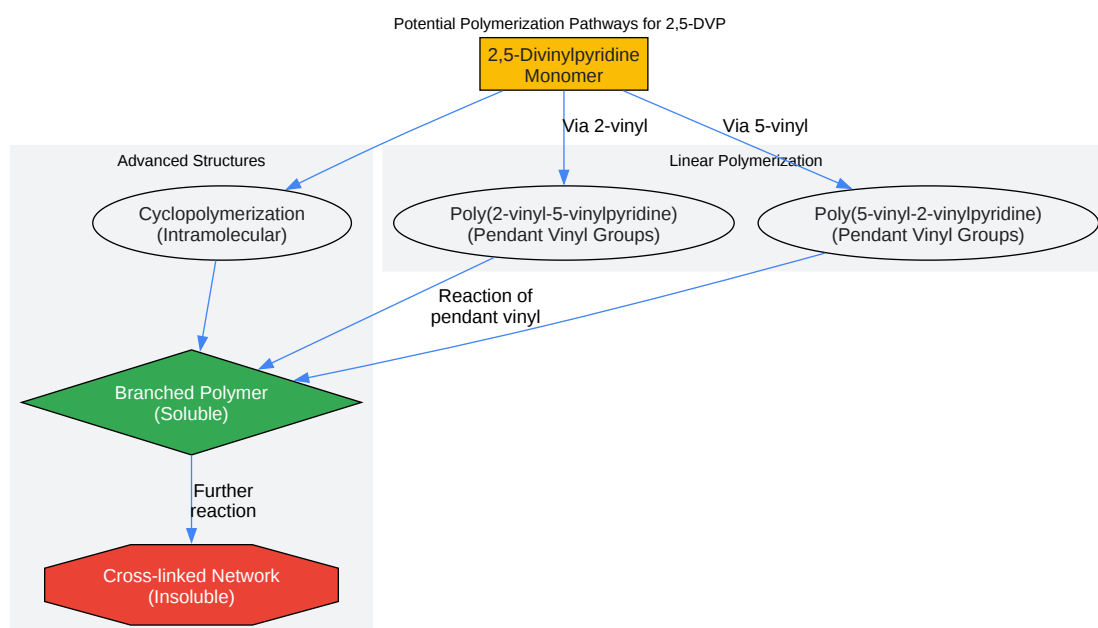 Potential Polymerization Pathways for 2,5-DVP
2,5-Divinylpyridine
Monomer
Via 2-vinyl
Via 5-vinyl
Advanced Structures
Linear Polymerization
Cyclopolymerization
(Intramolecular)
Poly(2-vinyl-5-vinylpyridine)
(Pendant Vinyl Groups)
Poly(5-vinyl-2-vinylpyridine)
(Pendant Vinyl Groups)
Reaction of
pendant vinyl
Branched Polymer
(Soluble)
Further
reaction
Cross-linked Network
(Insoluble)